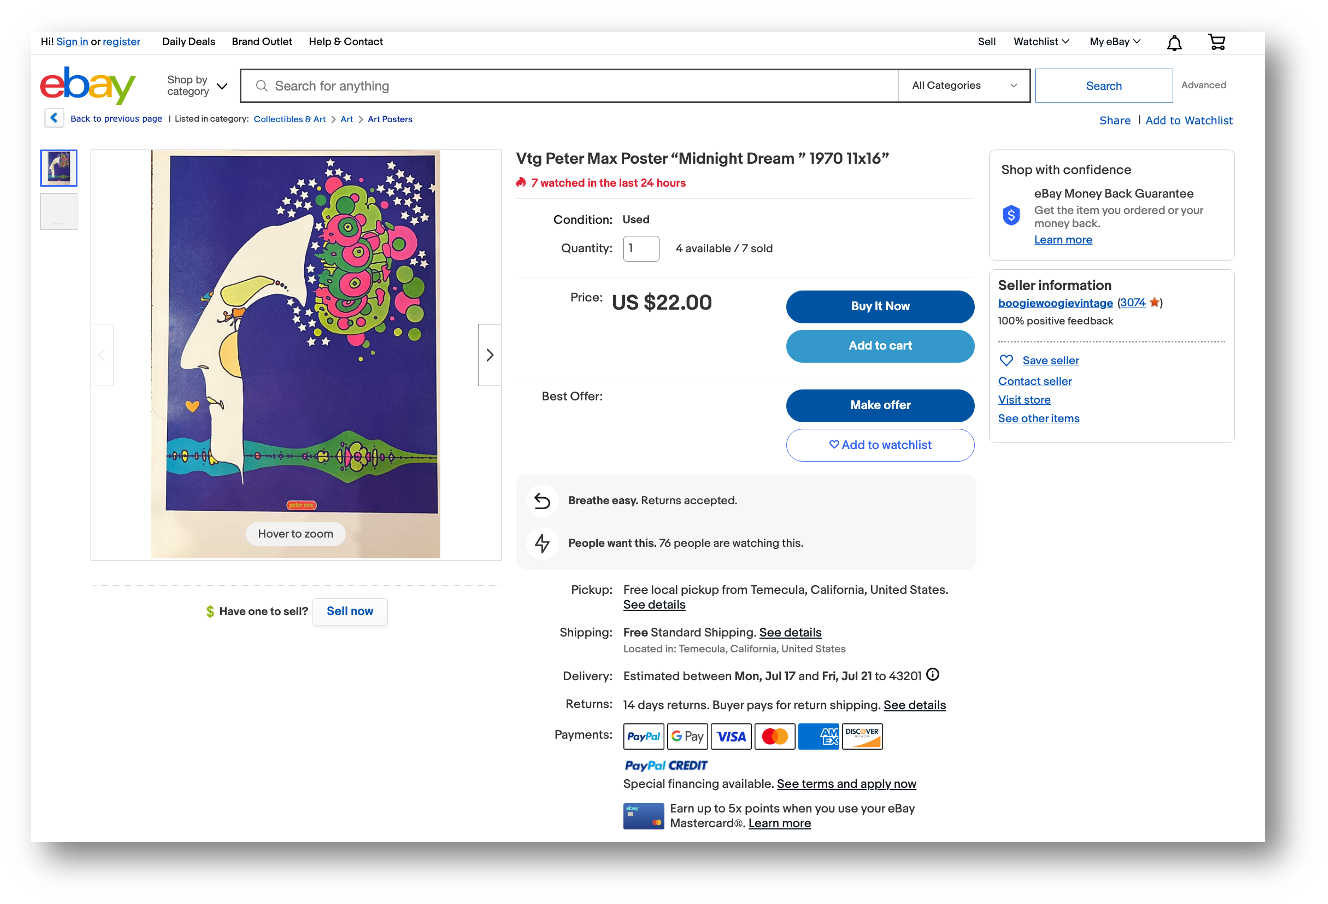 Hi! Sign in or register
Daily Deals
Brand Outlet
Help & Contact
Sell
Watchlist
My eBay
ebay
Shop by
category
Search for anything
All Categories
Search
Advanced
Back to previous page | Listed in category: Collectibles & Art > Art > Art Posters
Share | Add to Watchlist
Vtg Peter Max Poster “Midnight Dream ” 1970 11x16”
7 watched in the last 24 hours
Condition: Used
Quantity: 1 4 available / 7 sold
Price: US $22.00
Buy It Now
Add to cart
Best Offer:
Make offer
Add to watchlist
Breathe easy. Returns accepted.
People want this. 76 people are watching this.
Pickup: Free local pickup from Temecula, California, United States.
See details
Shipping: Free Standard Shipping. See details
Located in: Temecula, California, United States
Delivery: Estimated between Mon, Jul 17 and Fri, Jul 21 to 43201
Returns: 14 days returns. Buyer pays for return shipping. See details
Payments: PayPal G Pay VISA AM EX DISCOVER
PayPal CREDIT
Special financing available. See terms and apply now
ebay
Earn up to 5x points when you use your eBay
Mastercard®. Learn more
peter max
Hover to zoom
$ Have one to sell? Sell now
Shop with confidence
eBay Money Back Guarantee
$
Get the item you ordered or your
money back.
Learn more
Seller information
boogiewoogievintage (3074)
100% positive feedback
Save seller
Contact seller
Visit store
See other items